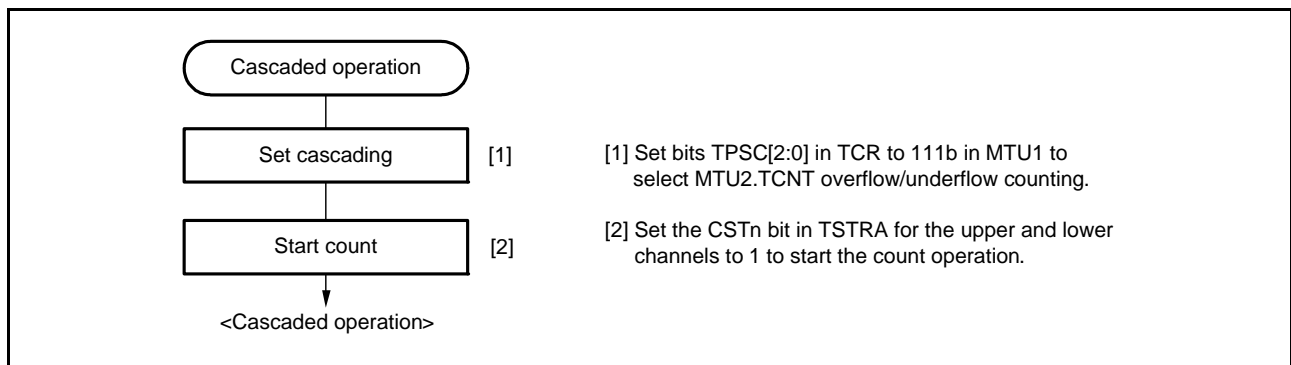 Cascaded operation
Set cascading [1]
[1] Set bits TPSC[2:0] in TCR to 111b in MTU1 to
select MTU2.TCNT overflow/underflow counting.
Start count [2]
[2] Set the CSTn bit in TSTRA for the upper and lower
channels to 1 to start the count operation.
<Cascaded operation>